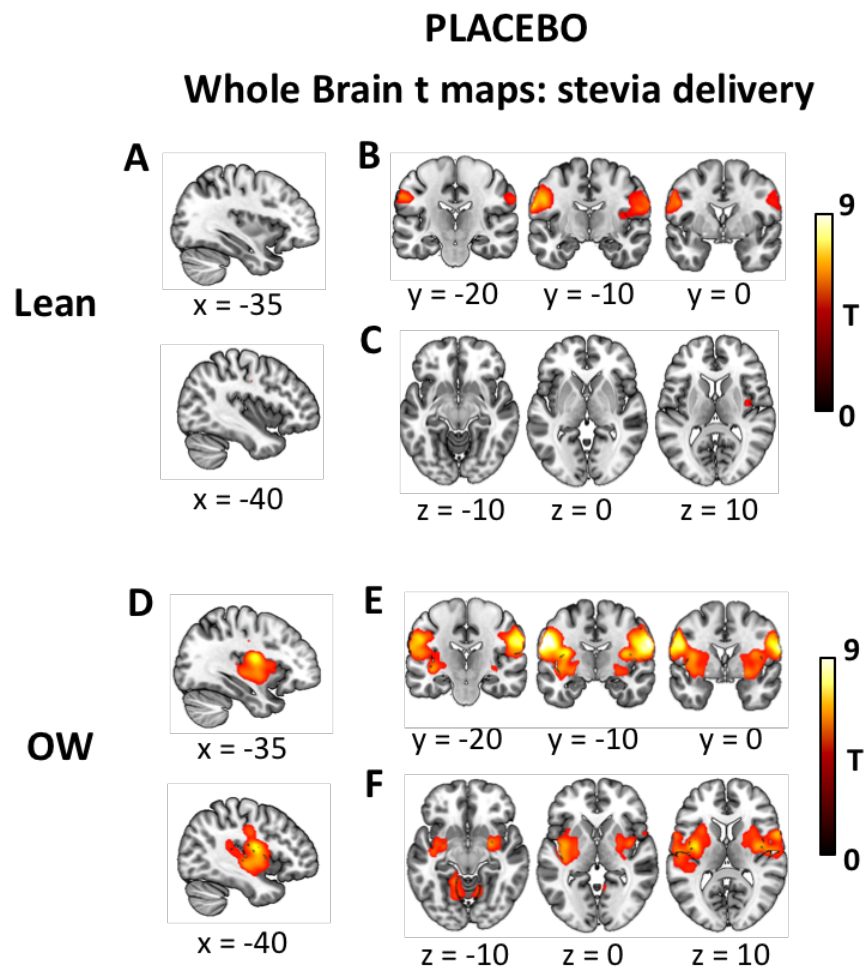 PLACEBO
Whole Brain t maps: stevia delivery
A
B
9
T
0
y = -20 y = -10 y = 0
x = -35
Lean
C
x = -40
z = -10 z = 0 z = 10
D
E
9
T
0
y = -20 y = -10 y = 0
x = -35
OW
F
x = -40
z = -10 z = 0 z = 10